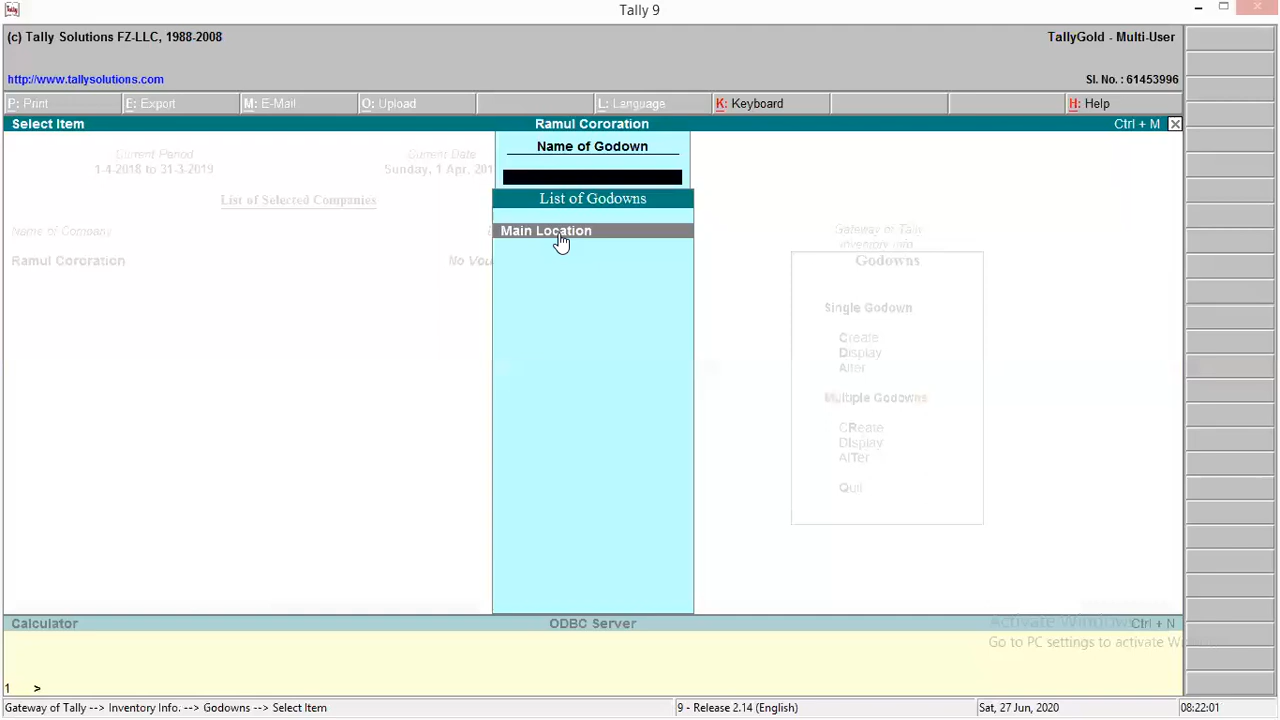 Tally 9
(c) Tally Solutions FZ-LLC, 1988-2008
TallyGold - Multi-User
http://www.tallysolutions.com
Sl. No. : 61453996
P: Print
E: Export
M: E-Mail
O: Upload
L: Language
K: Keyboard
H: Help
Select Item
Ramul Cororation
Ctrl + M
Current Period
1-4-2018 to 31-3-2019
Current Date
Sunday, 1 Apr, 201
List of Selected Companies
Name of Company
Ramul Cororation
No Vou
Name of Godown
List of Godowns
Main Location
Gateway of Tally
Inventory Info.
Godowns
Single Godown
Create
Display
Alter
Multiple Godowns
CReate
DIsplay
AlTer
Quit
Calculator
ODBC Server
Ctrl + N
Activate Windows
Go to PC settings to activate W
1 >
Gateway of Tally --> Inventory Info. --> Godowns --> Select Item
9 - Release 2.14 (English)
Sat, 27 Jun, 2020
08:22:01